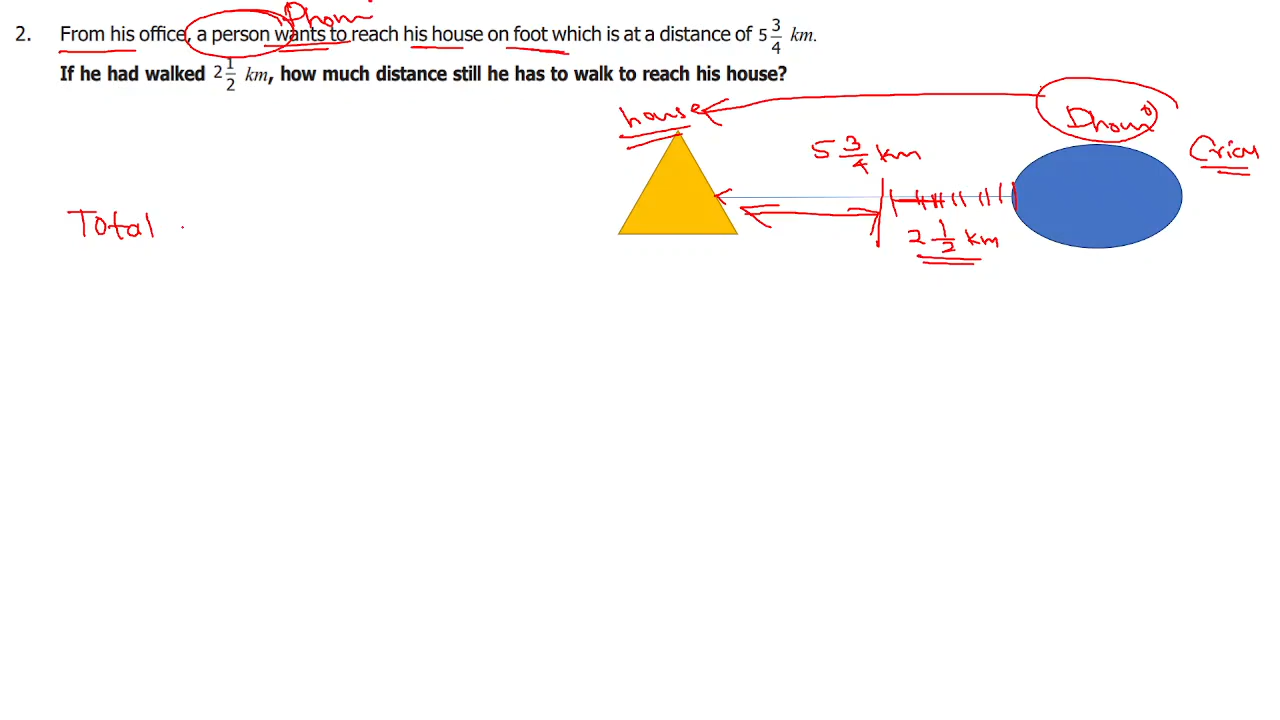 Dhoni
2. From his office, a person wants to reach his house on foot which is at a distance of 5 3/4 km.
If he had walked 2 1/2 km, how much distance still he has to walk to reach his house?
house
Dhoni
5 3/4 km
2 1/2 km
Total